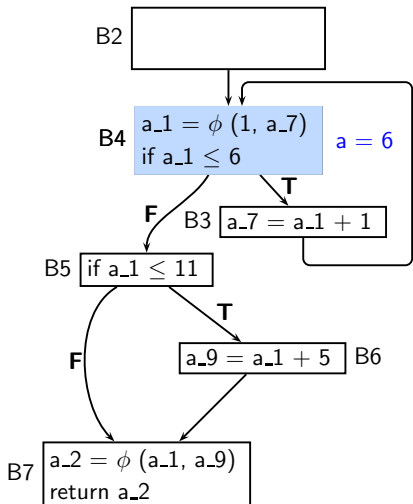 B2
B4
a_1 = ϕ (1, a_7)
if a_1 ≤ 6
a = 6
T
F
B3
a_7 = a_1 + 1
B5
if a_1 ≤ 11
T
F
a_9 = a_1 + 5
B6
B7
a_2 = ϕ (a_1, a_9)
return a_2